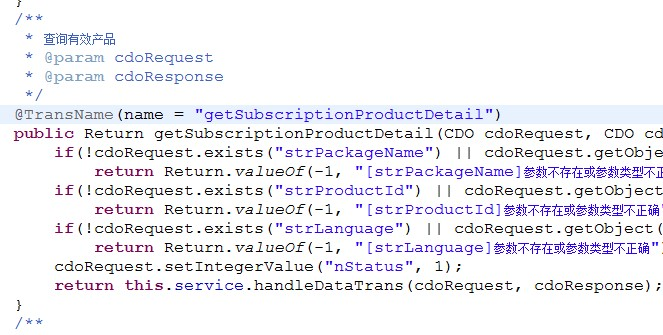 }
/**
 * 查询有效产品
 * @param cdoRequest
 * @param cdoResponse
 */
@TransName(name = "getSubscriptionProductDetail")
public Return getSubscriptionProductDetail(CDO cdoRequest, CDO cd
if(!cdoRequest.exists("strPackageName") || cdoRequest.getObje
return Return.valueOf(-1, "[strPackageName]参数不存在或参数类型不正
if(!cdoRequest.exists("strProductId") || cdoRequest.getObject
return Return.valueOf(-1, "[strProductId]参数不存在或参数类型不正确"
if(!cdoRequest.exists("strLanguage") || cdoRequest.getObject(
return Return.valueOf(-1, "[strLanguage]参数不存在或参数类型不正确"
cdoRequest.setIntegerValue("nStatus", 1);
return this.service.handleDataTrans(cdoRequest, cdoResponse);
}
/**